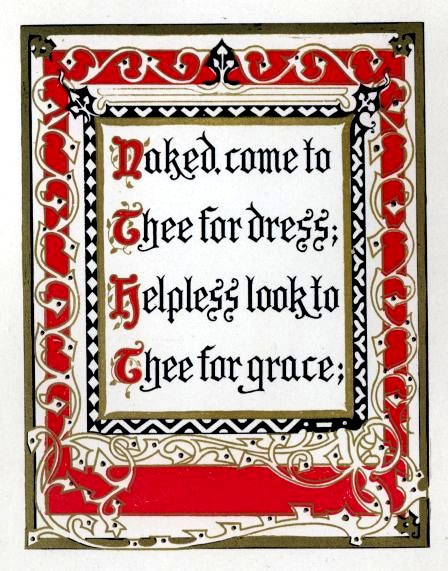 Naked, come to
Thee for dress;
Helpless look to
Thee for grace;